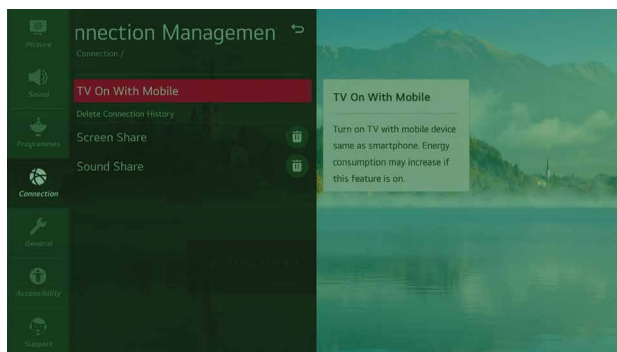 Picture
Sound
Programmes
Connection
General
Accessibility
Support
nnection Managemen
Connection /
TV On With Mobile
Delete Connection History
Screen Share
Sound Share
TV On With Mobile
Turn on TV with mobile device
same as smartphone. Energy
consumption may increase if
this feature is on.